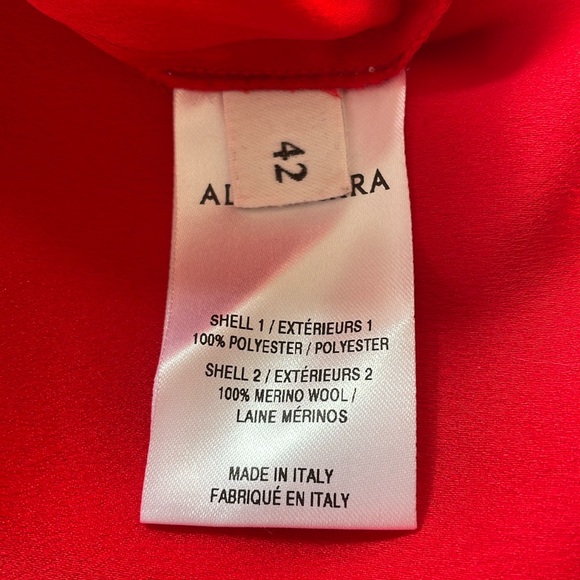 42
SHELL 1 / EXTÉRIEURS 1
100% POLYESTER / POLYESTER
SHELL 2 / EXTÉRIEURS 2
100% MERINO WOOL /
LAINE MÉRINOS
MADE IN ITALY
FABRIQUÉ EN ITALY